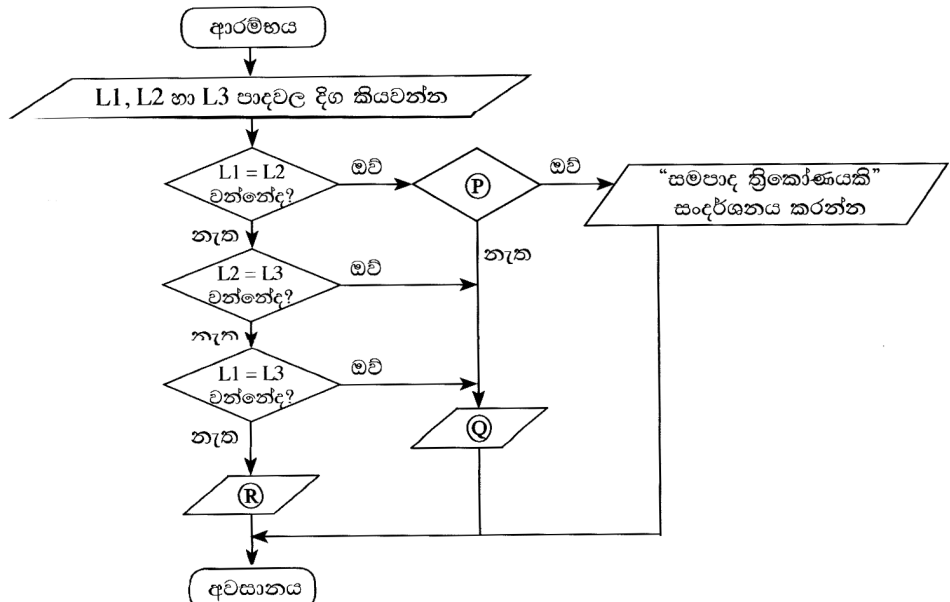 ආරම්භය
L1, L2 හා L3 පාදවල දිග කියවන්න
L1 = L2
වන්නේද?
ඔව්
P
ඔව්
“සමපාද ත්‍රිකෝණයකි”
සංදර්ශනය කරන්න
නැත
නැත
L2 = L3
වන්නේද?
ඔව්
නැත
L1 = L3
වන්නේද?
ඔව්
නැත
Q
R
අවසානය